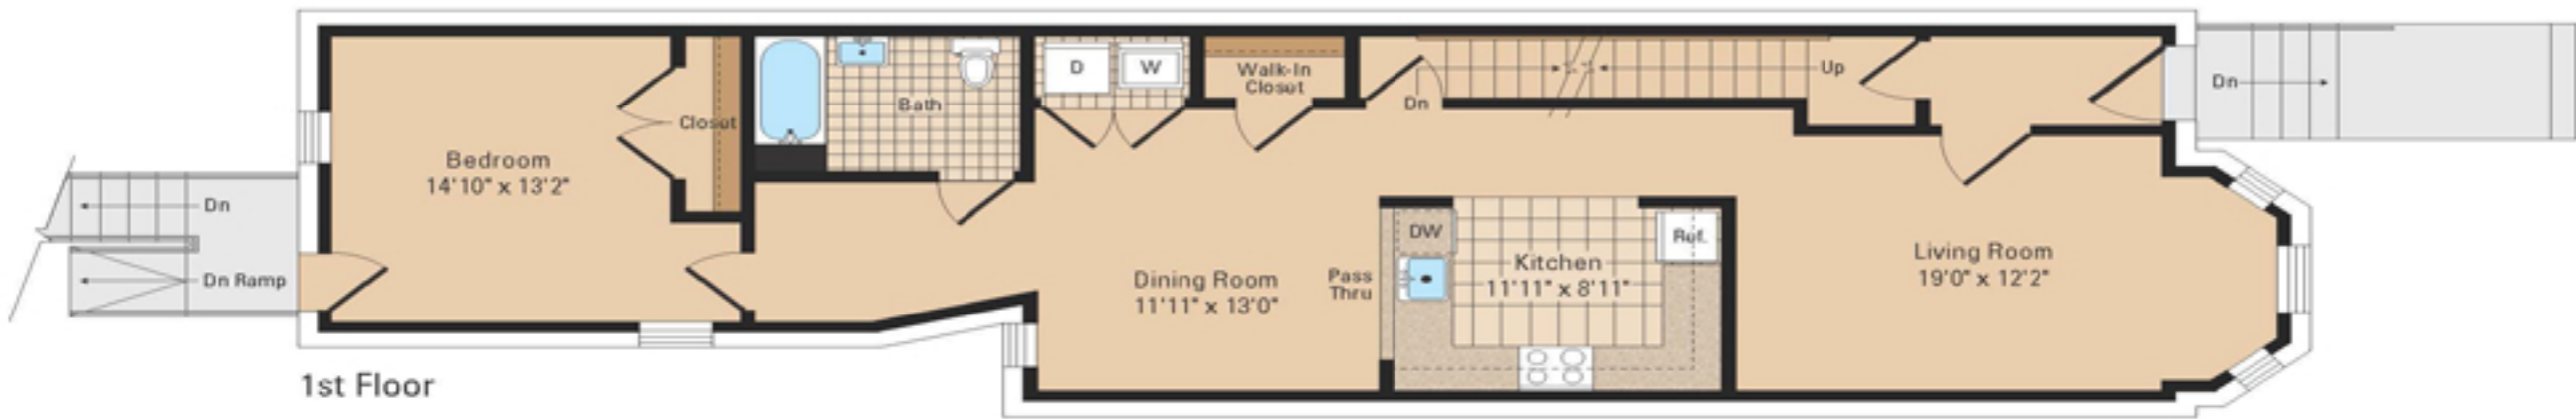 Bedroom
14'10" x 13'2"
Closet
Bath
D
W
Walk-In
Closet
Dn
Up
Dn
Dn
Dn Ramp
Dining Room
11'11" x 13'0"
Pass
Thru
DW
Kitchen
11'11" x 8'11"
Ref.
Living Room
19'0" x 12'2"
1st Floor